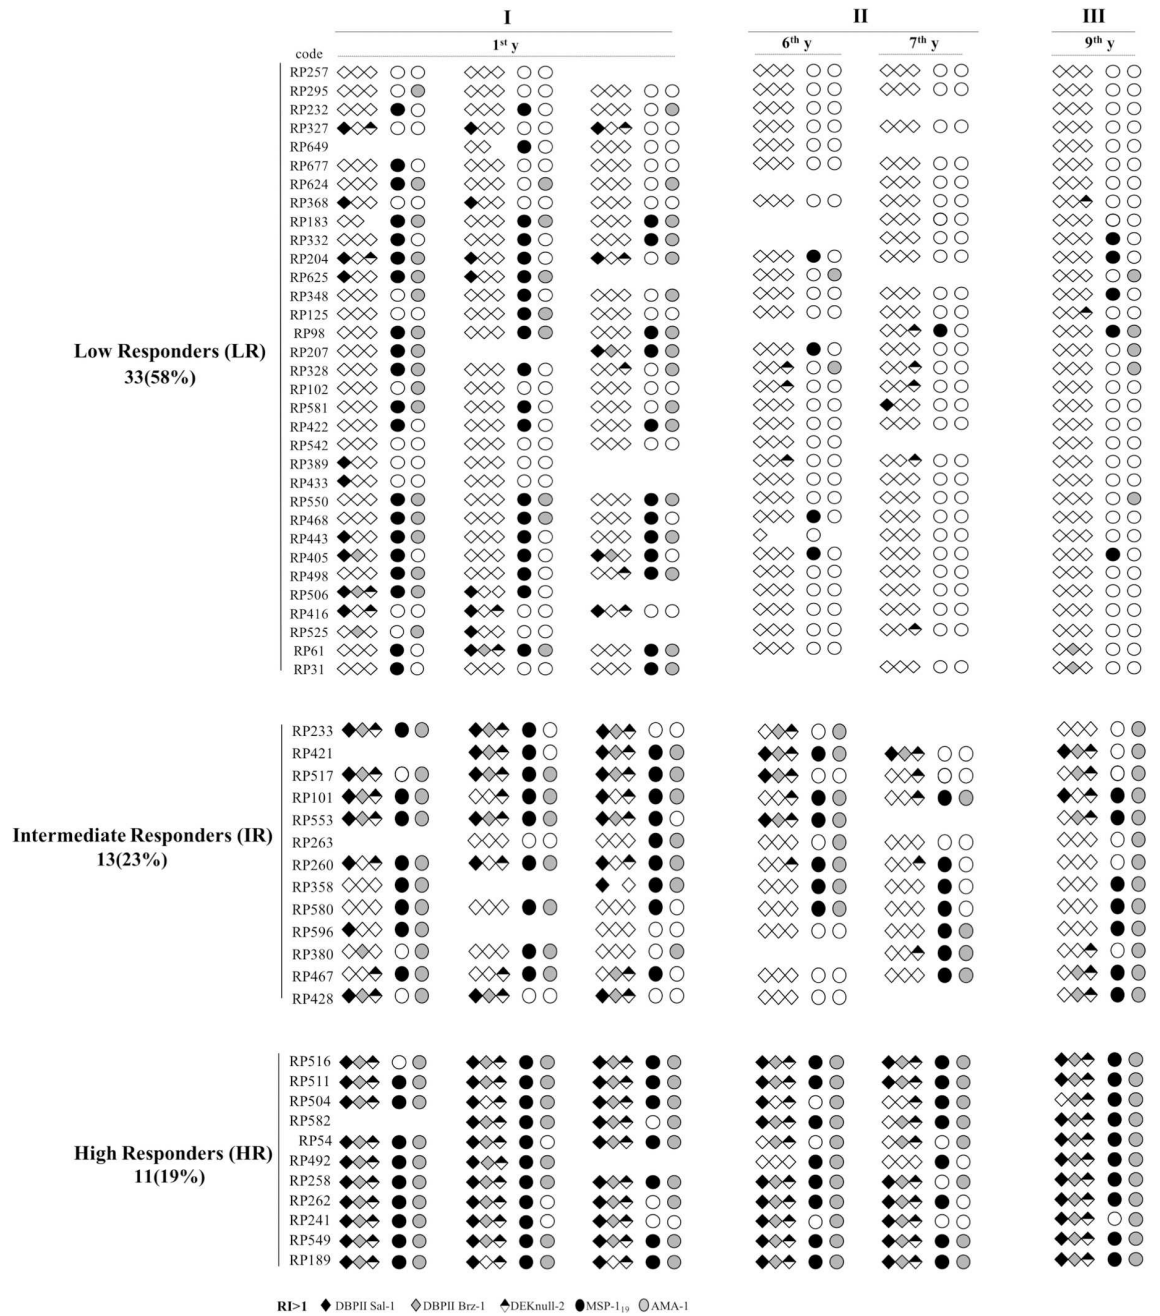 I II III
1st y 6th y 7th y 9th y
code
RP257
RP295
RP232
RP327
RP649
RP677
RP624
RP368
RP183
RP332
RP204
RP625
RP348
RP125
RP98
Low Responders (LR)
RP207
33(58%)
RP328
RP102
RP581
RP422
RP542
RP389
RP433
RP550
RP468
RP443
RP405
RP498
RP506
RP416
RP525
RP61
RP31
RP233
RP421
RP517
RP101
RP553
Intermediate Responders (IR)
13(23%)
RP263
RP260
RP358
RP580
RP596
RP380
RP467
RP428
RP516
RP511
RP504
RP582
RP54
High Responders (HR)
RP492
11(19%)
RP258
RP262
RP241
RP549
RP189
RI>1 DBPII Sal-1 DBPII Brz-1 DEKnull-2 MSP-119 AMA-1